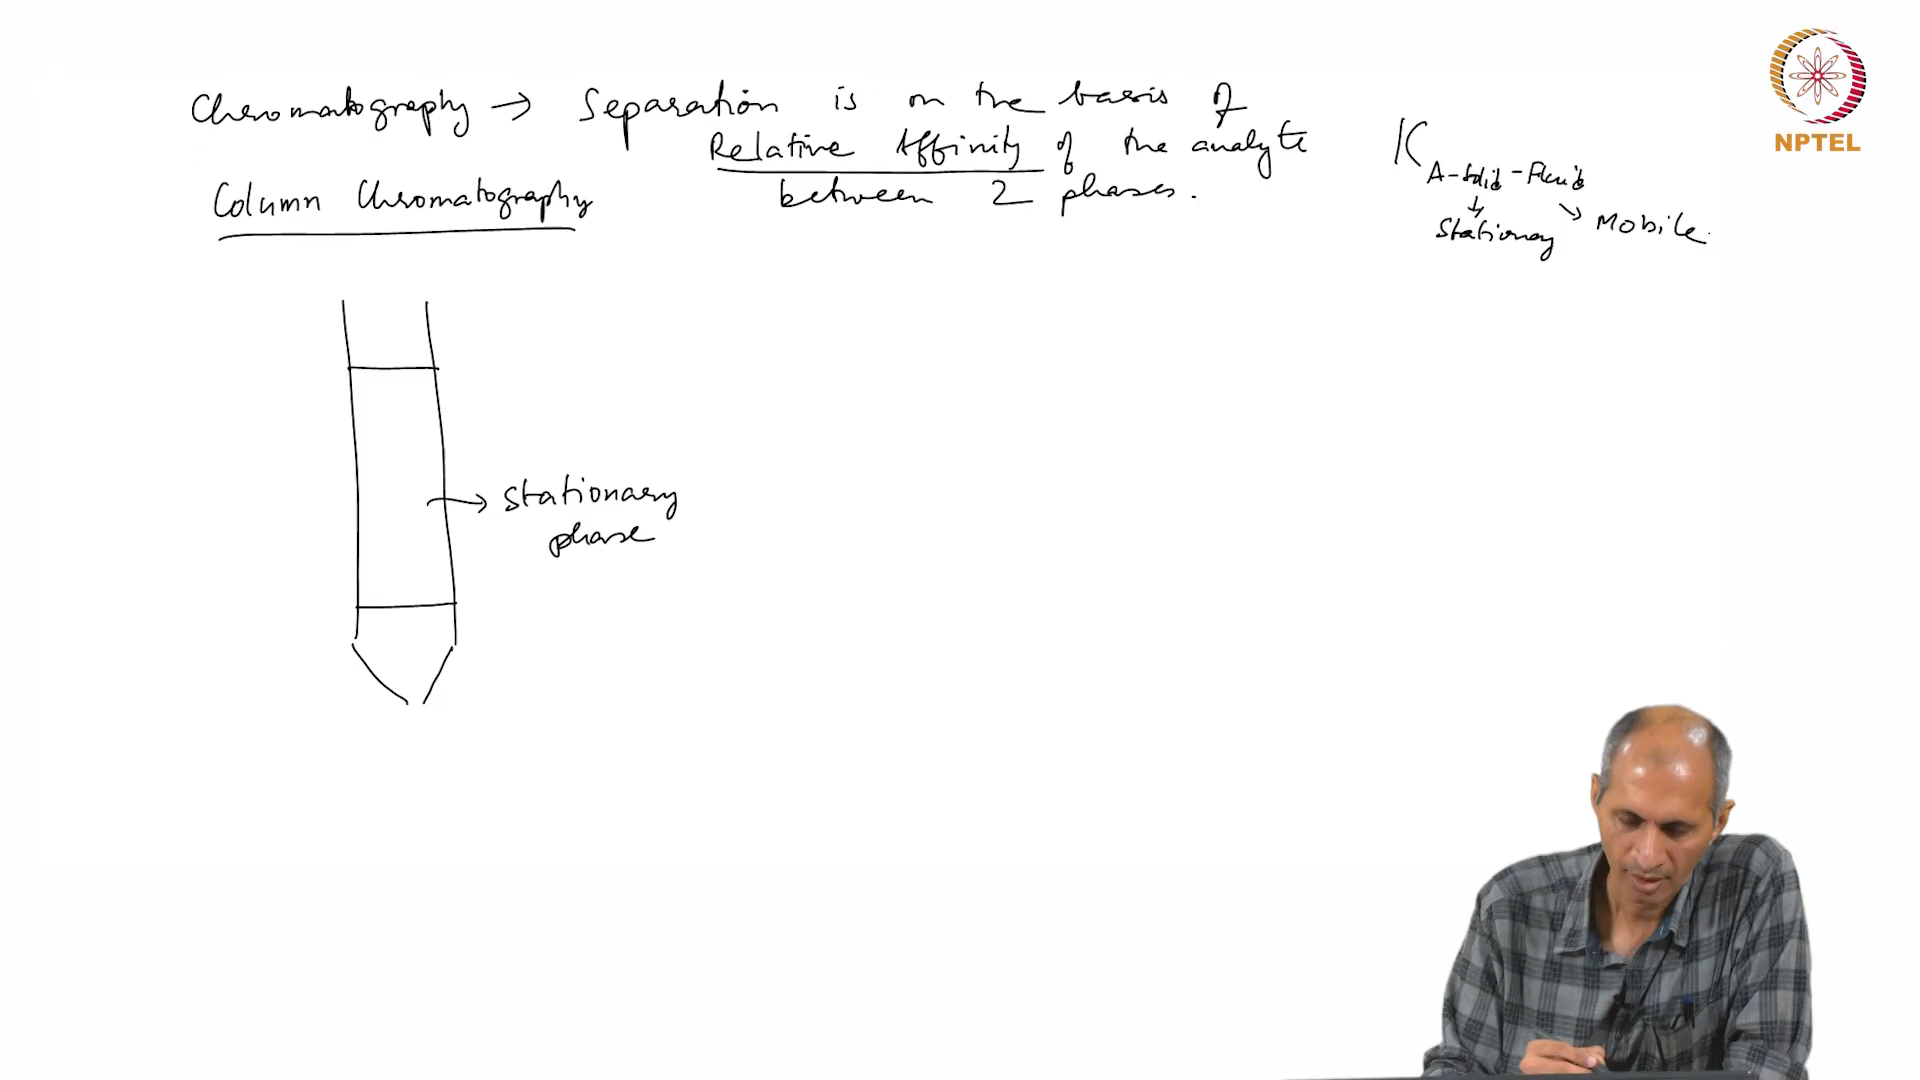 Chromatography → Separation is on the basis of
Relative Affinity of the analyte
between 2 phases.
Column Chromatography
K A-solid-Fluid
Stationary Mobile
Stationary
phase
NPTEL